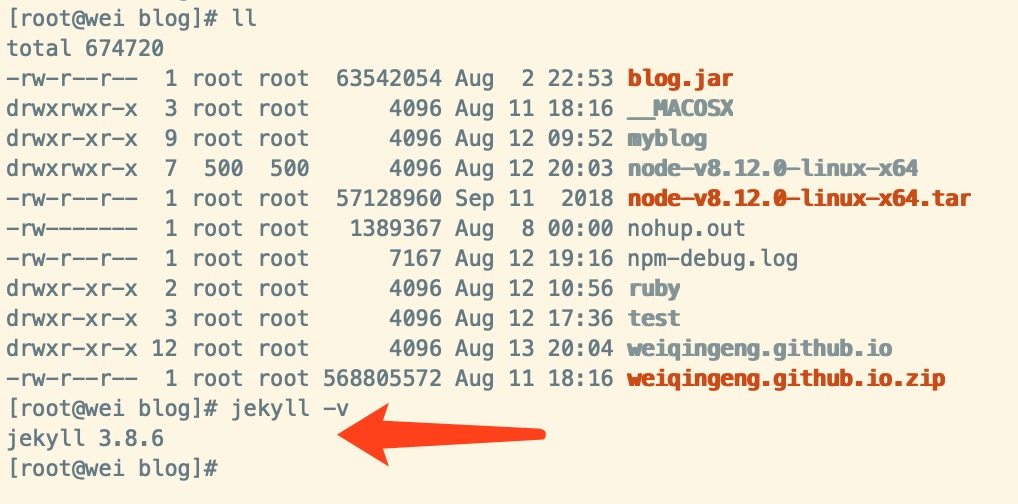 [root@wei blog]# ll
total 674720
-rw-r--r--  1 root root  63542054 Aug  2 22:53 blog.jar
drwxrwxr-x  3 root root      4096 Aug 11 18:16 __MACOSX
drwxr-xr-x  9 root root      4096 Aug 12 09:52 myblog
drwxrwxr-x  7  500  500      4096 Aug 12 20:03 node-v8.12.0-linux-x64
-rw-r--r--  1 root root  57128960 Sep 11  2018 node-v8.12.0-linux-x64.tar
-rw-------  1 root root   1389367 Aug  8 00:00 nohup.out
-rw-r--r--  1 root root      7167 Aug 12 19:16 npm-debug.log
drwxr-xr-x  2 root root      4096 Aug 12 10:56 ruby
drwxr-xr-x  3 root root      4096 Aug 12 17:36 test
drwxr-xr-x 12 root root      4096 Aug 13 20:04 weiqingeng.github.io
-rw-r--r--  1 root root 568805572 Aug 11 18:16 weiqingeng.github.io.zip
[root@wei blog]# jekyll -v
jekyll 3.8.6
[root@wei blog]#